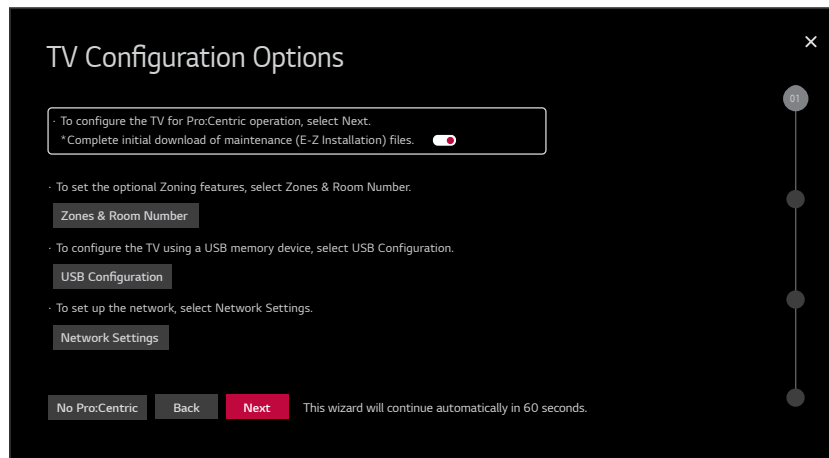 TV Configuration Options
×
01
· To configure the TV for Pro:Centric operation, select Next.
*Complete initial download of maintenance (E-Z Installation) files.
· To set the optional Zoning features, select Zones & Room Number.
Zones & Room Number
· To configure the TV using a USB memory device, select USB Configuration.
USB Configuration
· To set up the network, select Network Settings.
Network Settings
No Pro:Centric Back Next This wizard will continue automatically in 60 seconds.